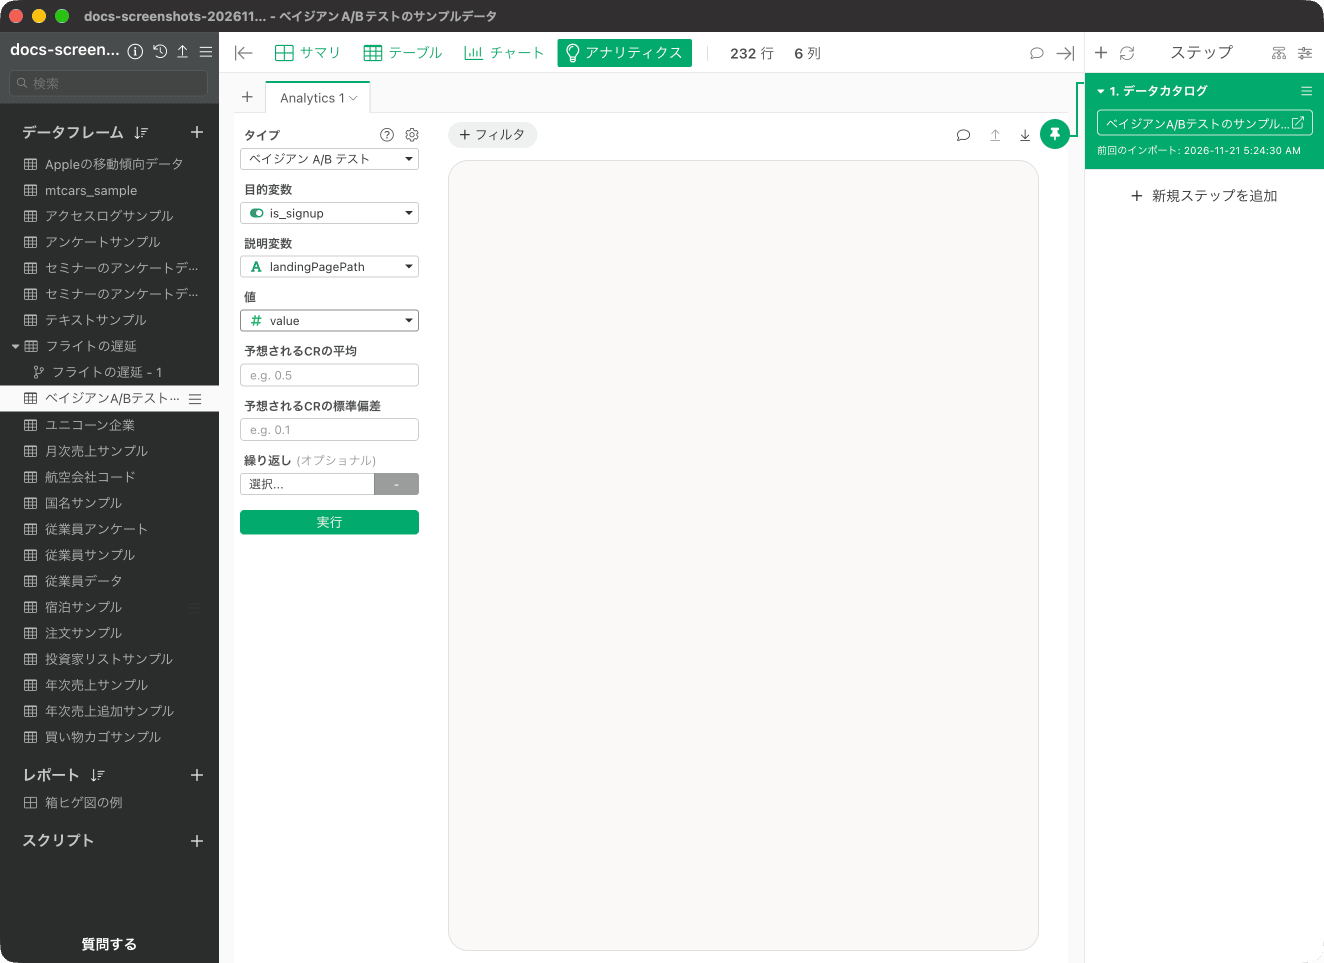 docs-screenshots-202611... - ベイジアンA/Bテストのサンプルデータ
docs-screen...
検索
データフレーム
Appleの移動傾向データ
mtcars_sample
アクセスログサンプル
アンケートサンプル
セミナーのアンケートデ...
セミナーのアンケートデ...
テキストサンプル
フライトの遅延
フライトの遅延 - 1
ベイジアンA/Bテスト...
ユニコーン企業
月次売上サンプル
航空会社コード
国名サンプル
従業員アンケート
従業員サンプル
従業員データ
宿泊サンプル
注文サンプル
投資家リストサンプル
年次売上サンプル
年次売上追加サンプル
買い物カゴサンプル
レポート
箱ヒゲ図の例
スクリプト
質問する
サマリ テーブル チャート アナリティクス 232 行 6 列
Analytics 1
タイプ
ベイジアン A/B テスト
目的変数
is_signup
説明変数
landingPagePath
値
value
予想されるCRの平均
e.g. 0.5
予想されるCRの標準偏差
e.g. 0.1
繰り返し (オプショナル)
選択... -
実行
+ フィルタ
ステップ
1. データカタログ
ベイジアンA/Bテストのサンプル...
前回のインポート: 2026-11-21 5:24:30 AM
+ 新規ステップを追加